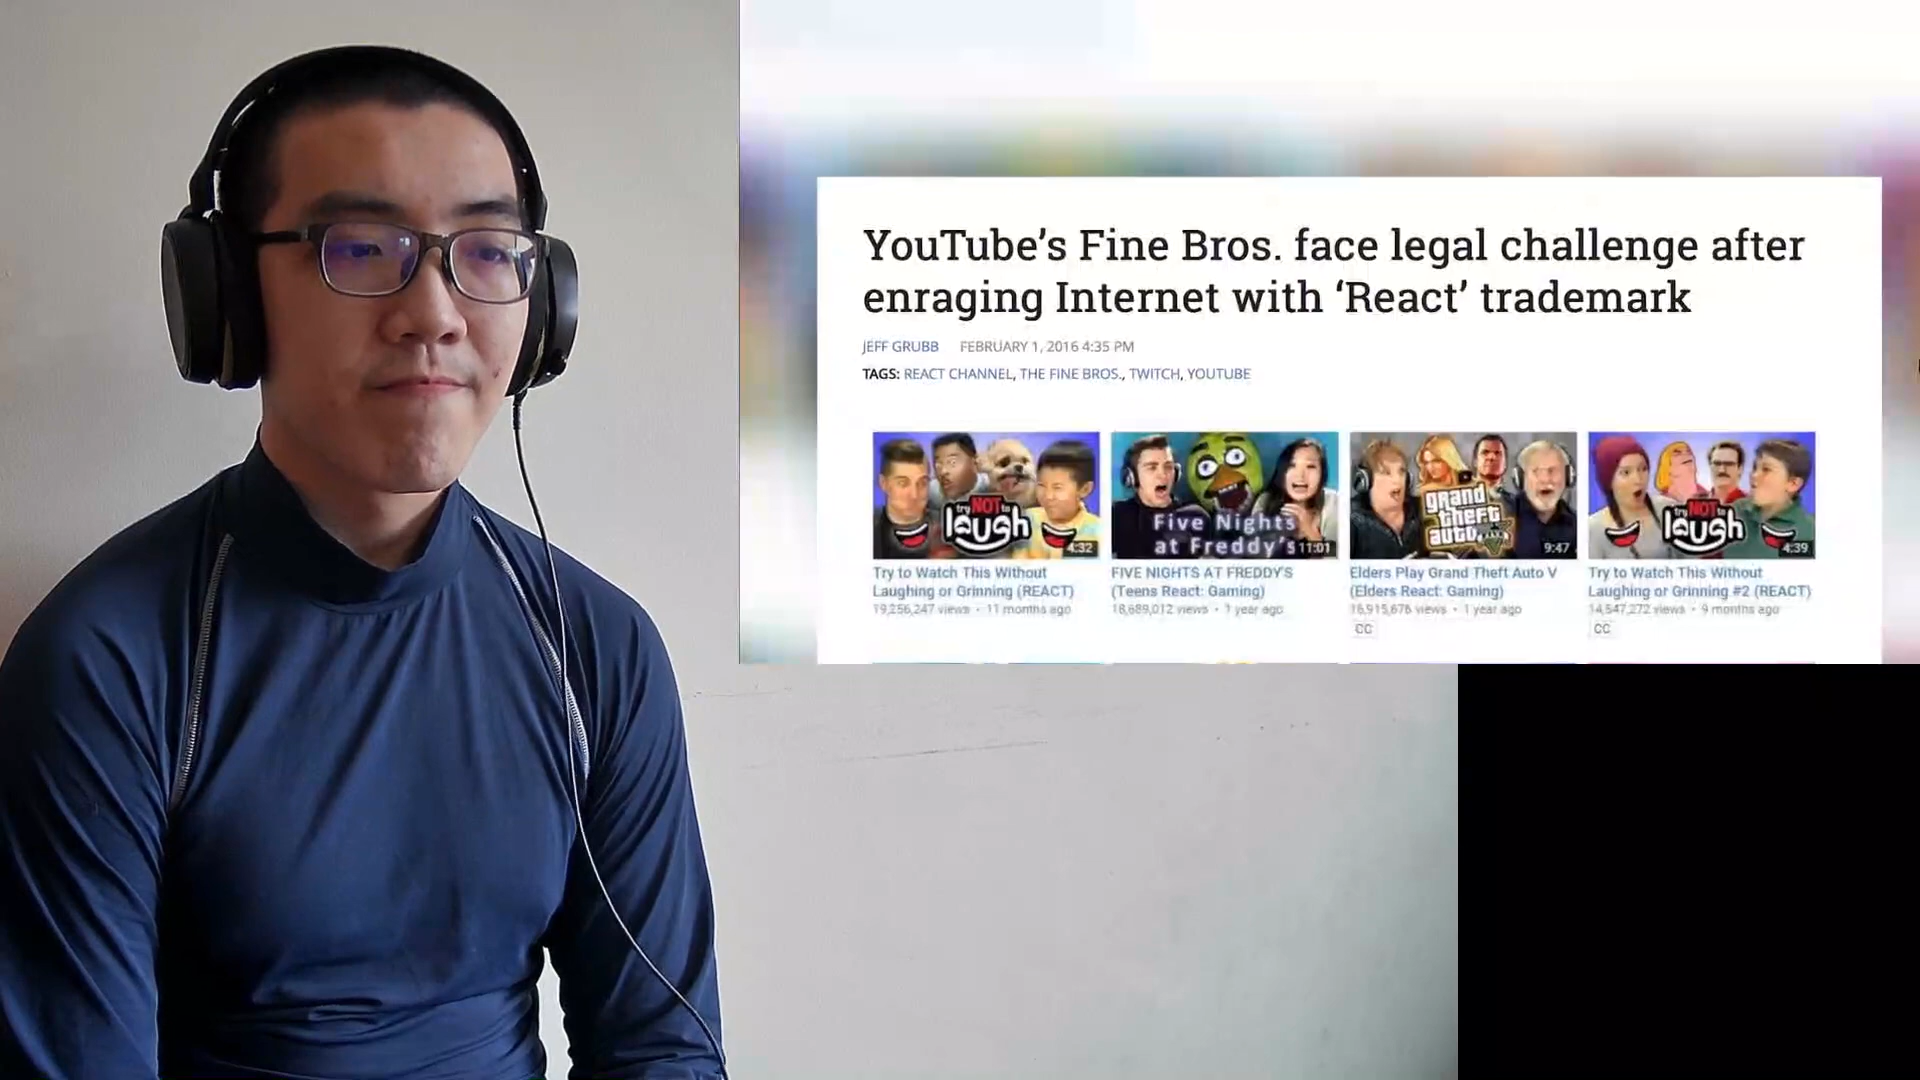 YouTube's Fine Bros. face legal challenge after
enraging Internet with ‘React’ trademark
JEFF GRUBB FEBRUARY 1, 2016 4:35 PM
TAGS: REACT CHANNEL, THE FINE BROS., TWITCH, YOUTUBE
try NOT to
laugh
4:32
Five Nights
at Freddy's
11:01
grand
theft
auto
V
9:47
try NOT to
laugh
4:39
Try to Watch This Without
Laughing or Grinning (REACT)
19,256,247 views • 11 months ago
FIVE NIGHTS AT FREDDY'S
(Teens React: Gaming)
18,689,012 views • 1 year ago
Elders Play Grand Theft Auto V
(Elders React: Gaming)
16,915,676 views • 1 year ago
CC
Try to Watch This Without
Laughing or Grinning #2 (REACT)
14,547,272 views • 9 months ago
CC